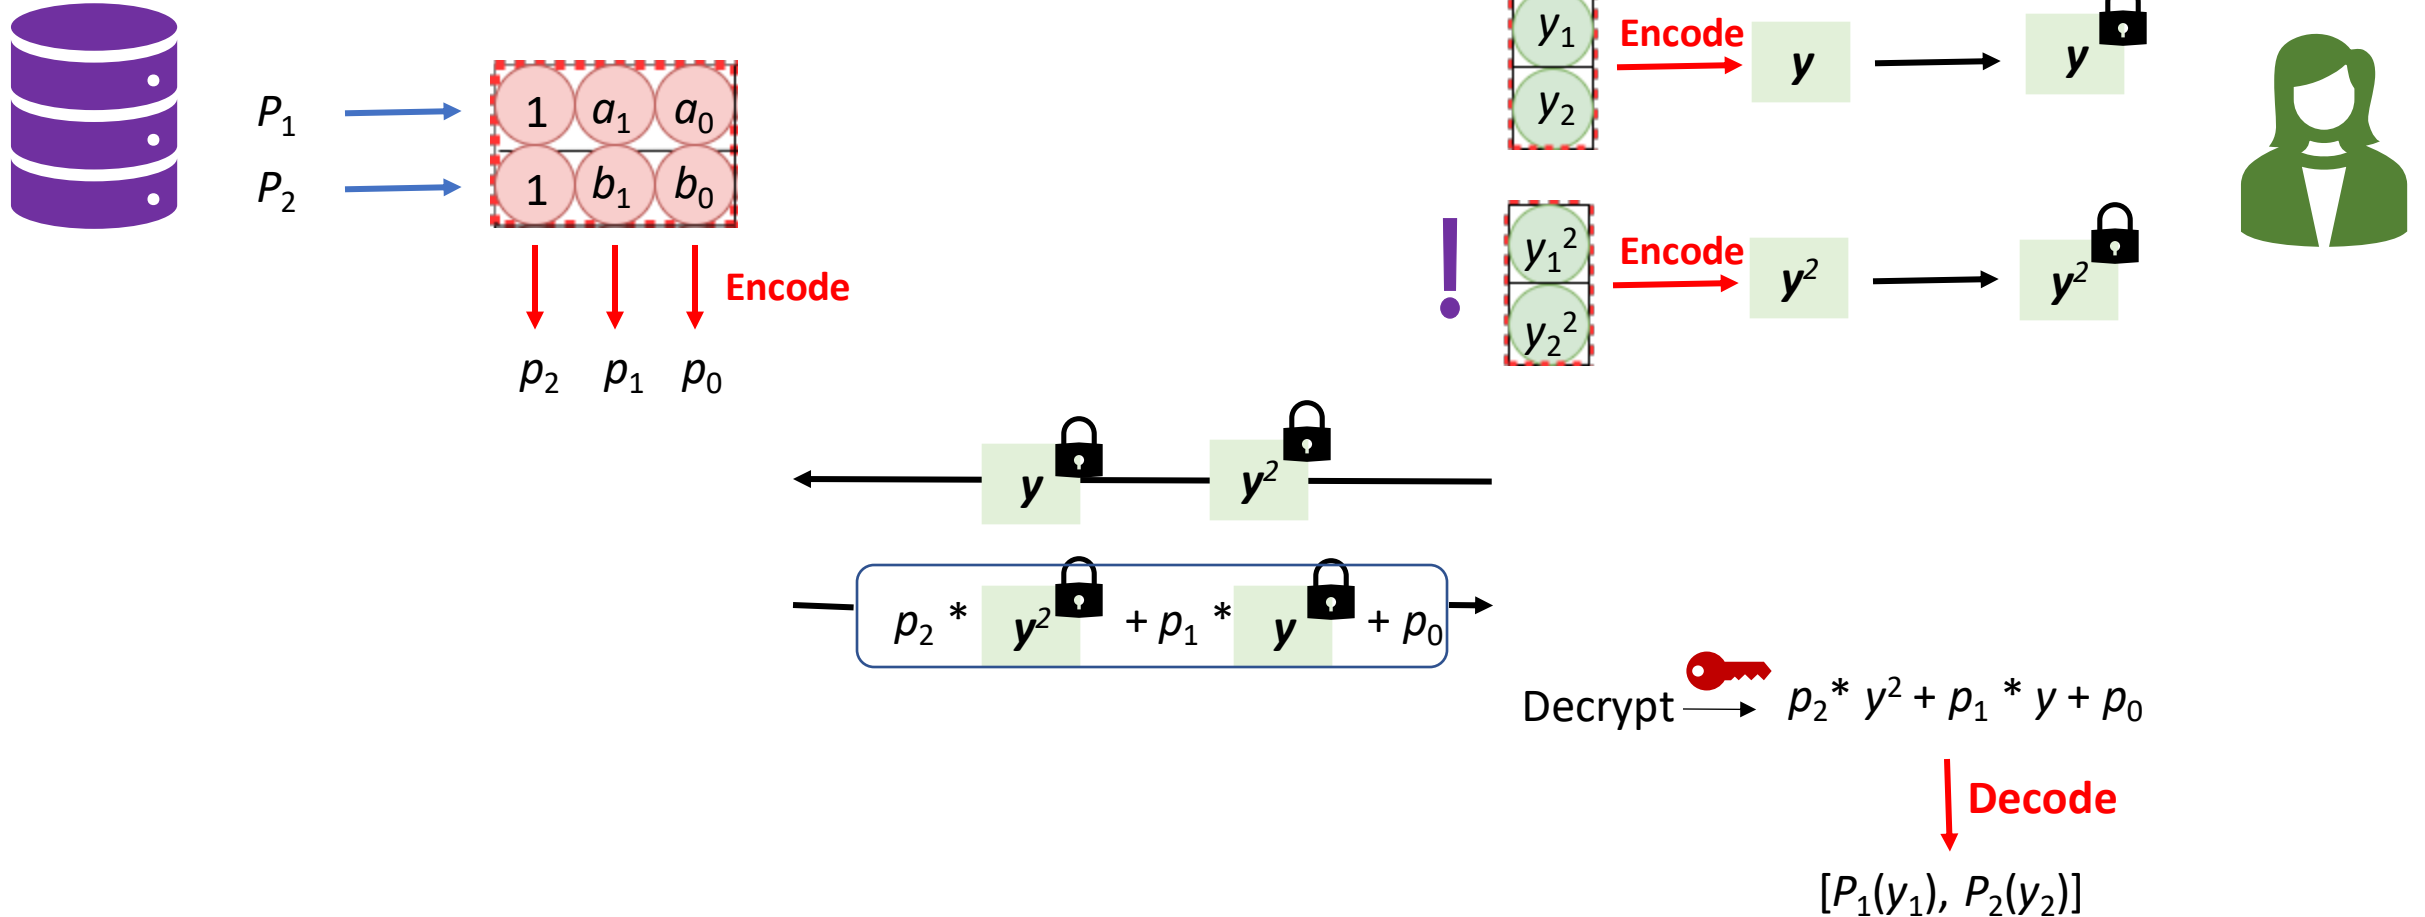 P₁
P₂
1 a₁ a₀
1 b₁ b₀
Encode
p₂ p₁ p₀
y₁
y₂
Encode
y
y
!
y₁²
y₂²
Encode
y²
y²
y y²
p₂ * y² + p₁ * y + p₀
Decrypt p₂* y² + p₁ * y + p₀
Decode
[P₁(y₁), P₂(y₂)]